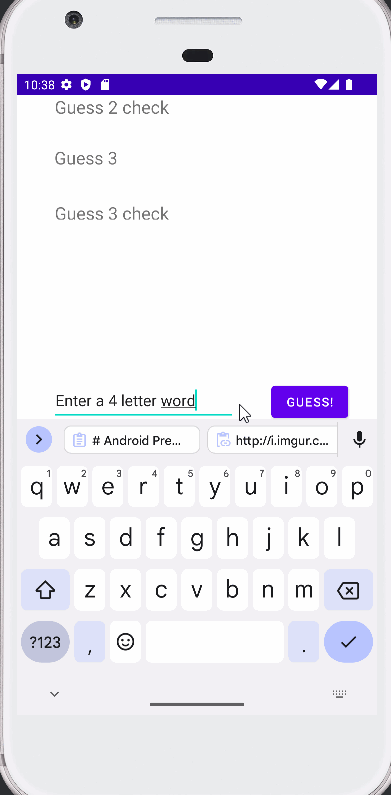 10:38
Guess 2 check
Guess 3
Guess 3 check
Enter a 4 letter word
GUESS!
# Android Pre...
http://i.imgur.c...
1 2 3 4 5 6 7 8 9 0
q w e r t y u i o p
a s d f g h j k l
z x c v b n m
?123 , .